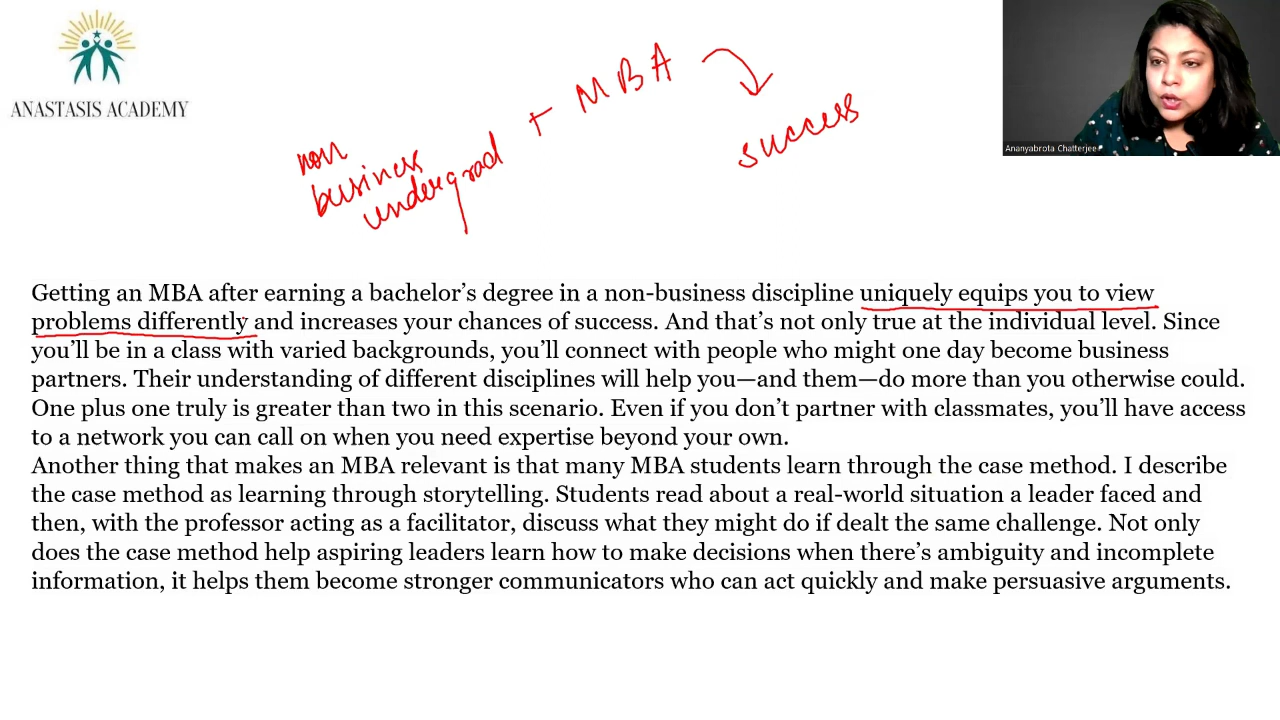 ANASTASIS ACADEMY
non
business
undergrad + MBA
success
Ananyabrota Chatterjee
Getting an MBA after earning a bachelor's degree in a non-business discipline uniquely equips you to view
problems differently and increases your chances of success. And that's not only true at the individual level. Since
you'll be in a class with varied backgrounds, you'll connect with people who might one day become business
partners. Their understanding of different disciplines will help you—and them—do more than you otherwise could.
One plus one truly is greater than two in this scenario. Even if you don't partner with classmates, you'll have access
to a network you can call on when you need expertise beyond your own.
Another thing that makes an MBA relevant is that many MBA students learn through the case method. I describe
the case method as learning through storytelling. Students read about a real-world situation a leader faced and
then, with the professor acting as a facilitator, discuss what they might do if dealt the same challenge. Not only
does the case method help aspiring leaders learn how to make decisions when there's ambiguity and incomplete
information, it helps them become stronger communicators who can act quickly and make persuasive arguments.